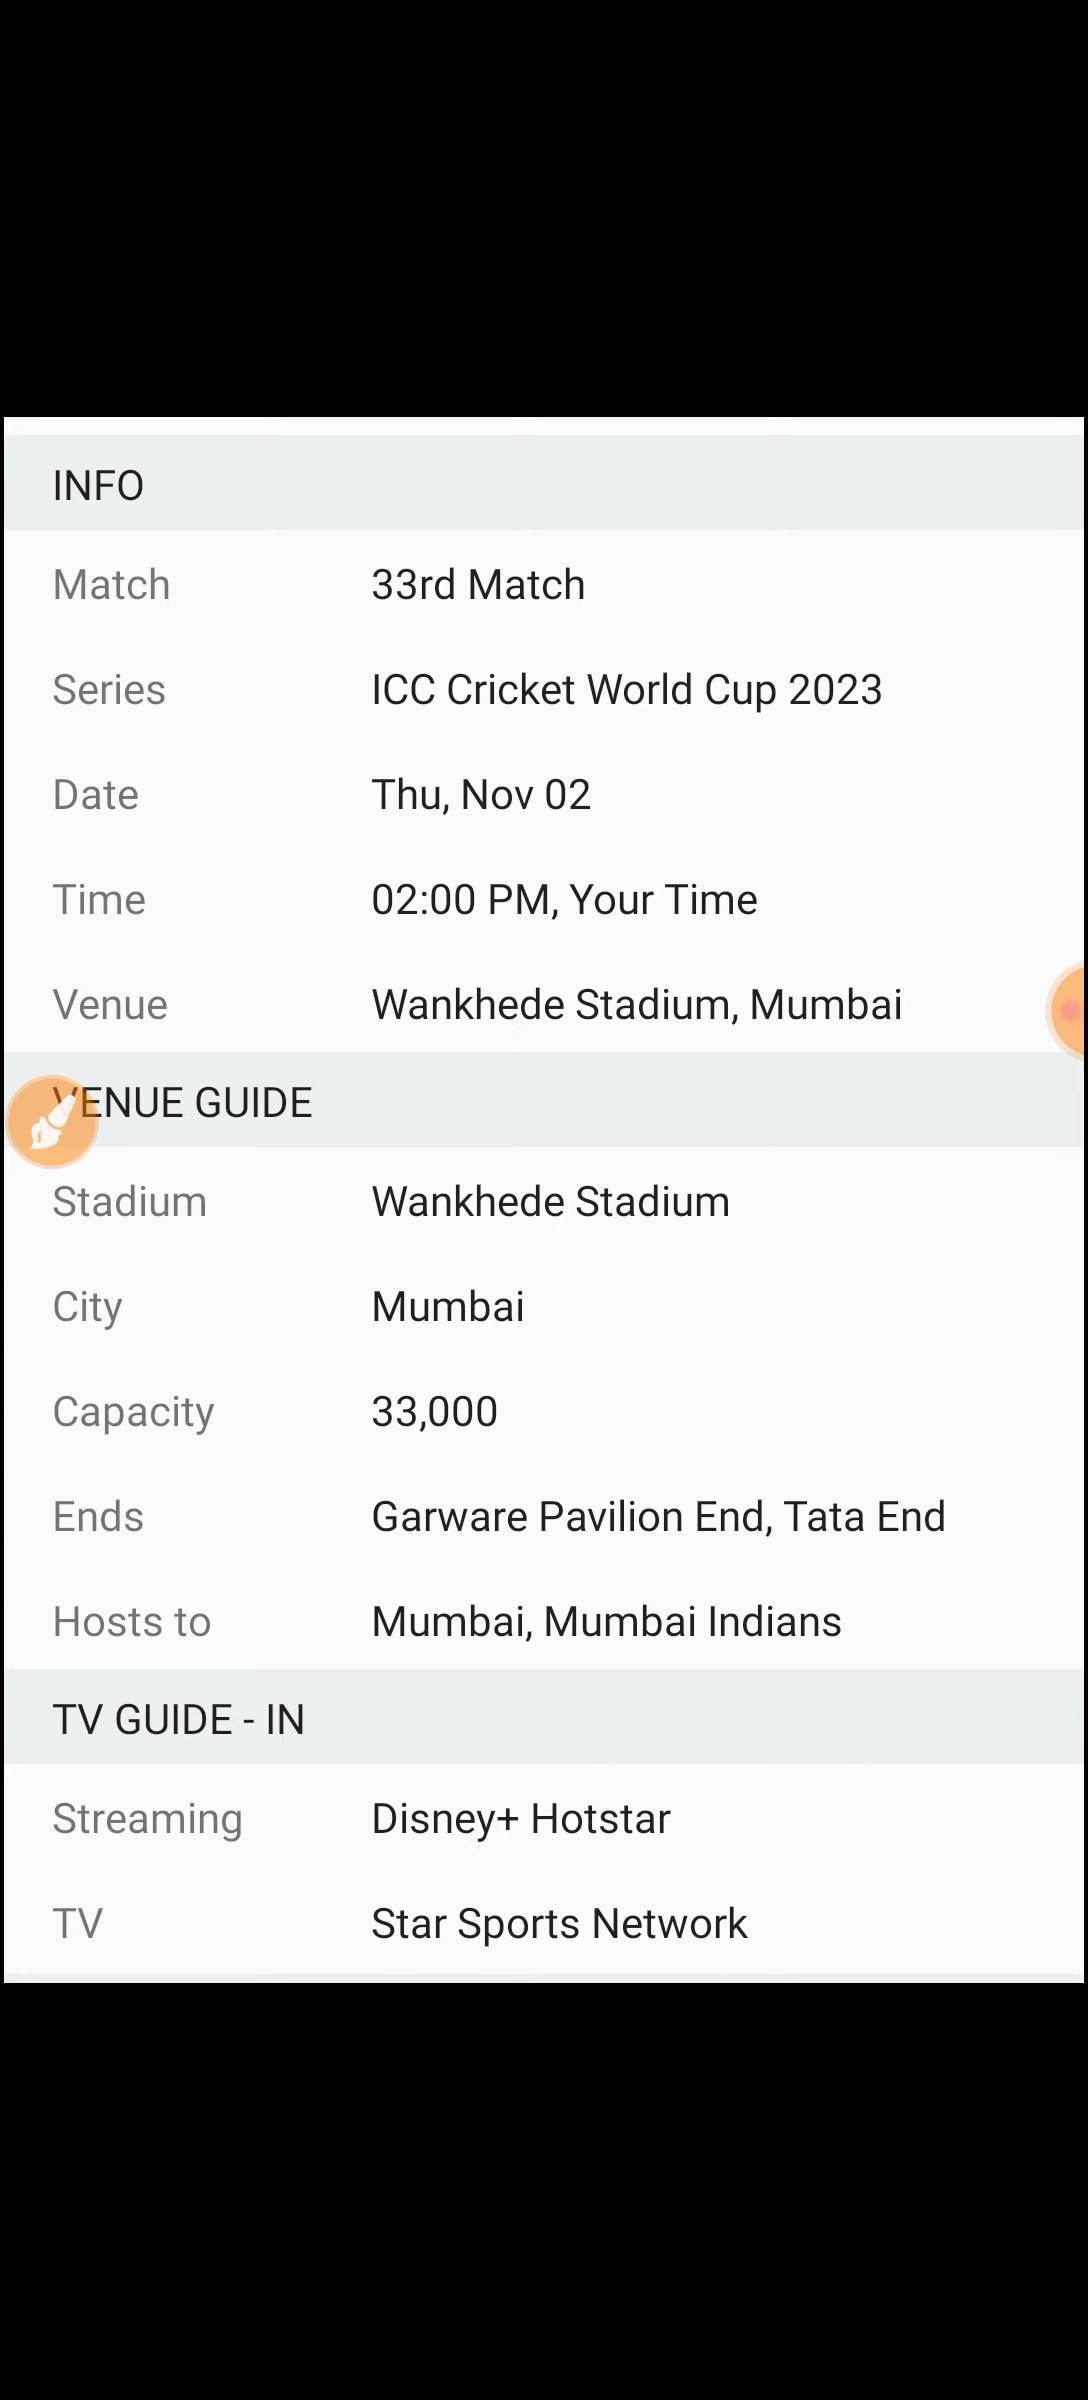 INFO
Match 33rd Match
Series ICC Cricket World Cup 2023
Date Thu, Nov 02
Time 02:00 PM, Your Time
Venue Wankhede Stadium, Mumbai
VENUE GUIDE
Stadium Wankhede Stadium
City Mumbai
Capacity 33,000
Ends Garware Pavilion End, Tata End
Hosts to Mumbai, Mumbai Indians
TV GUIDE - IN
Streaming Disney+ Hotstar
TV Star Sports Network